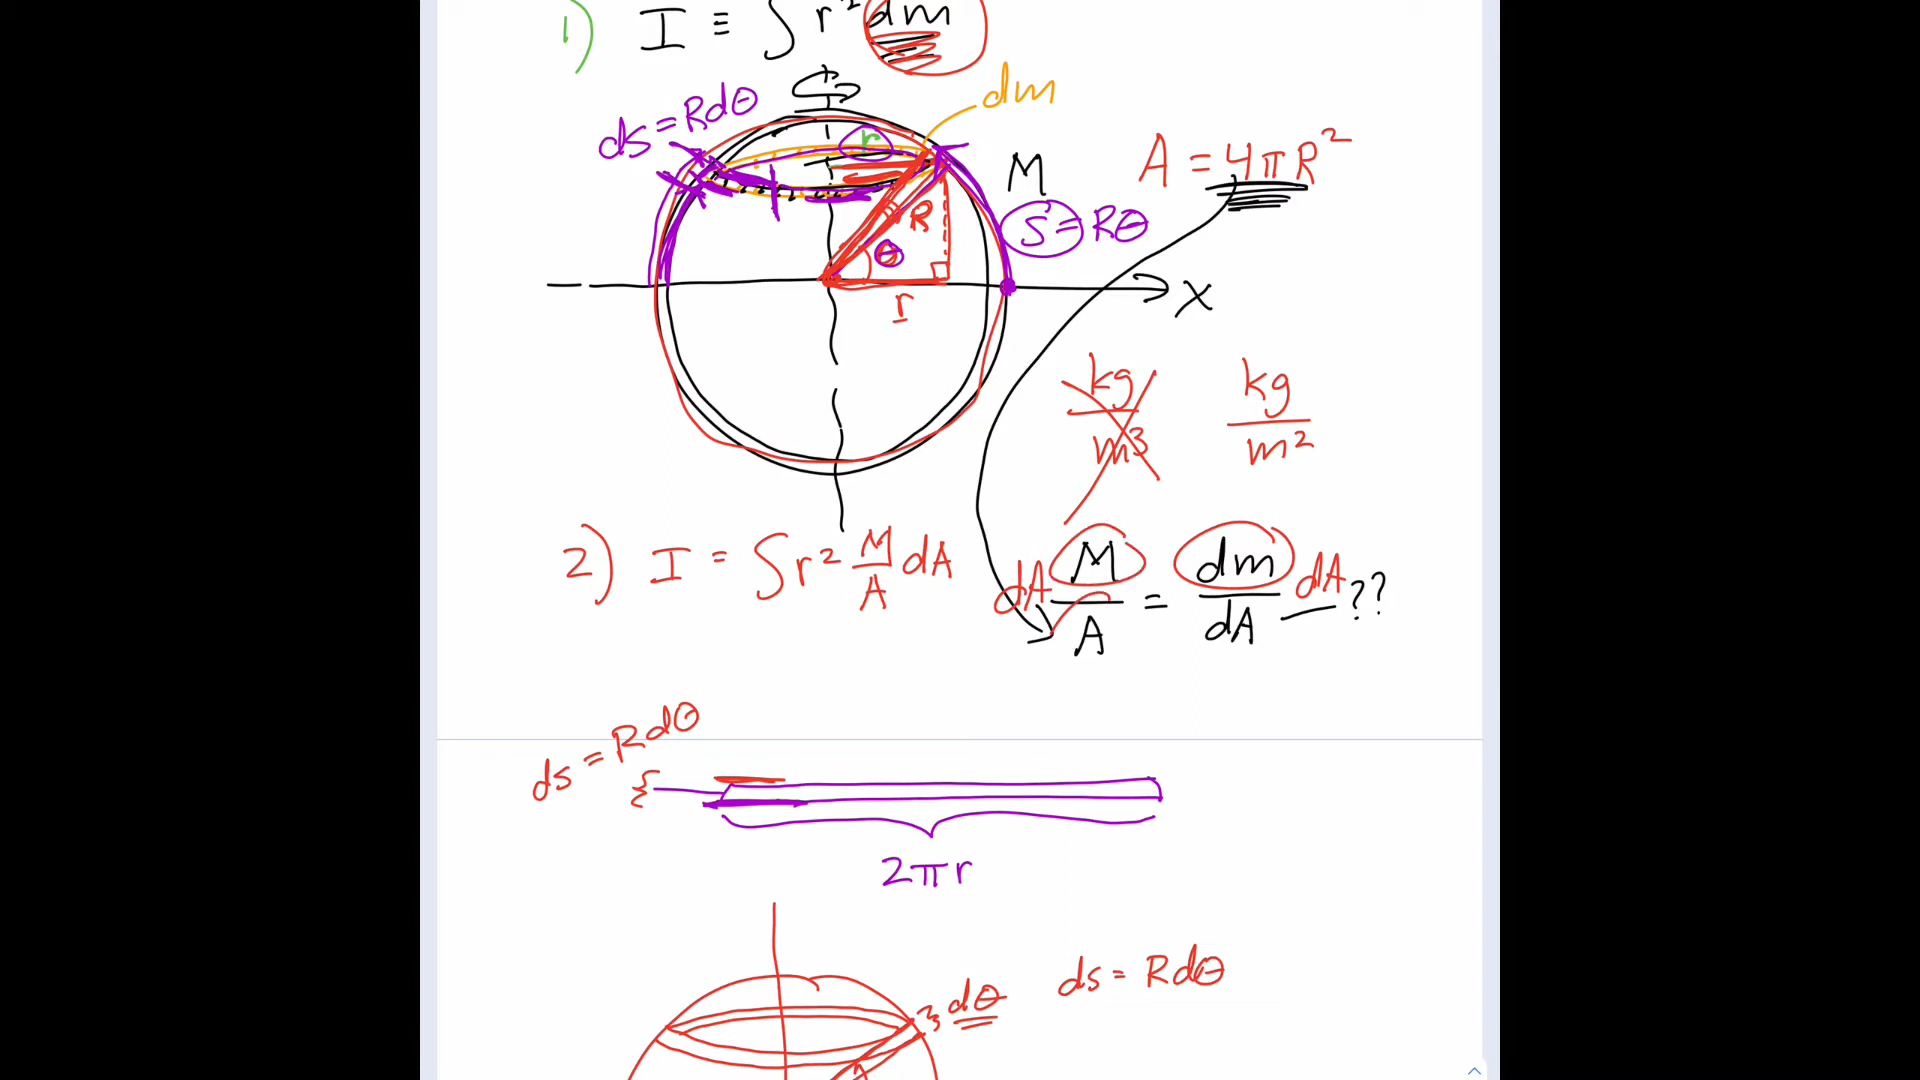 1) I ≡ ∫ r² dm
dm
ds = Rdθ
r
M
A = 4πR²
R
S = Rθ
θ
r
x
kg/m³
kg/m²
2) I = ∫ r² M/A dA
dA M/A = dm/dA dA ??
ds = Rdθ
2πr
dθ
ds = Rdθ